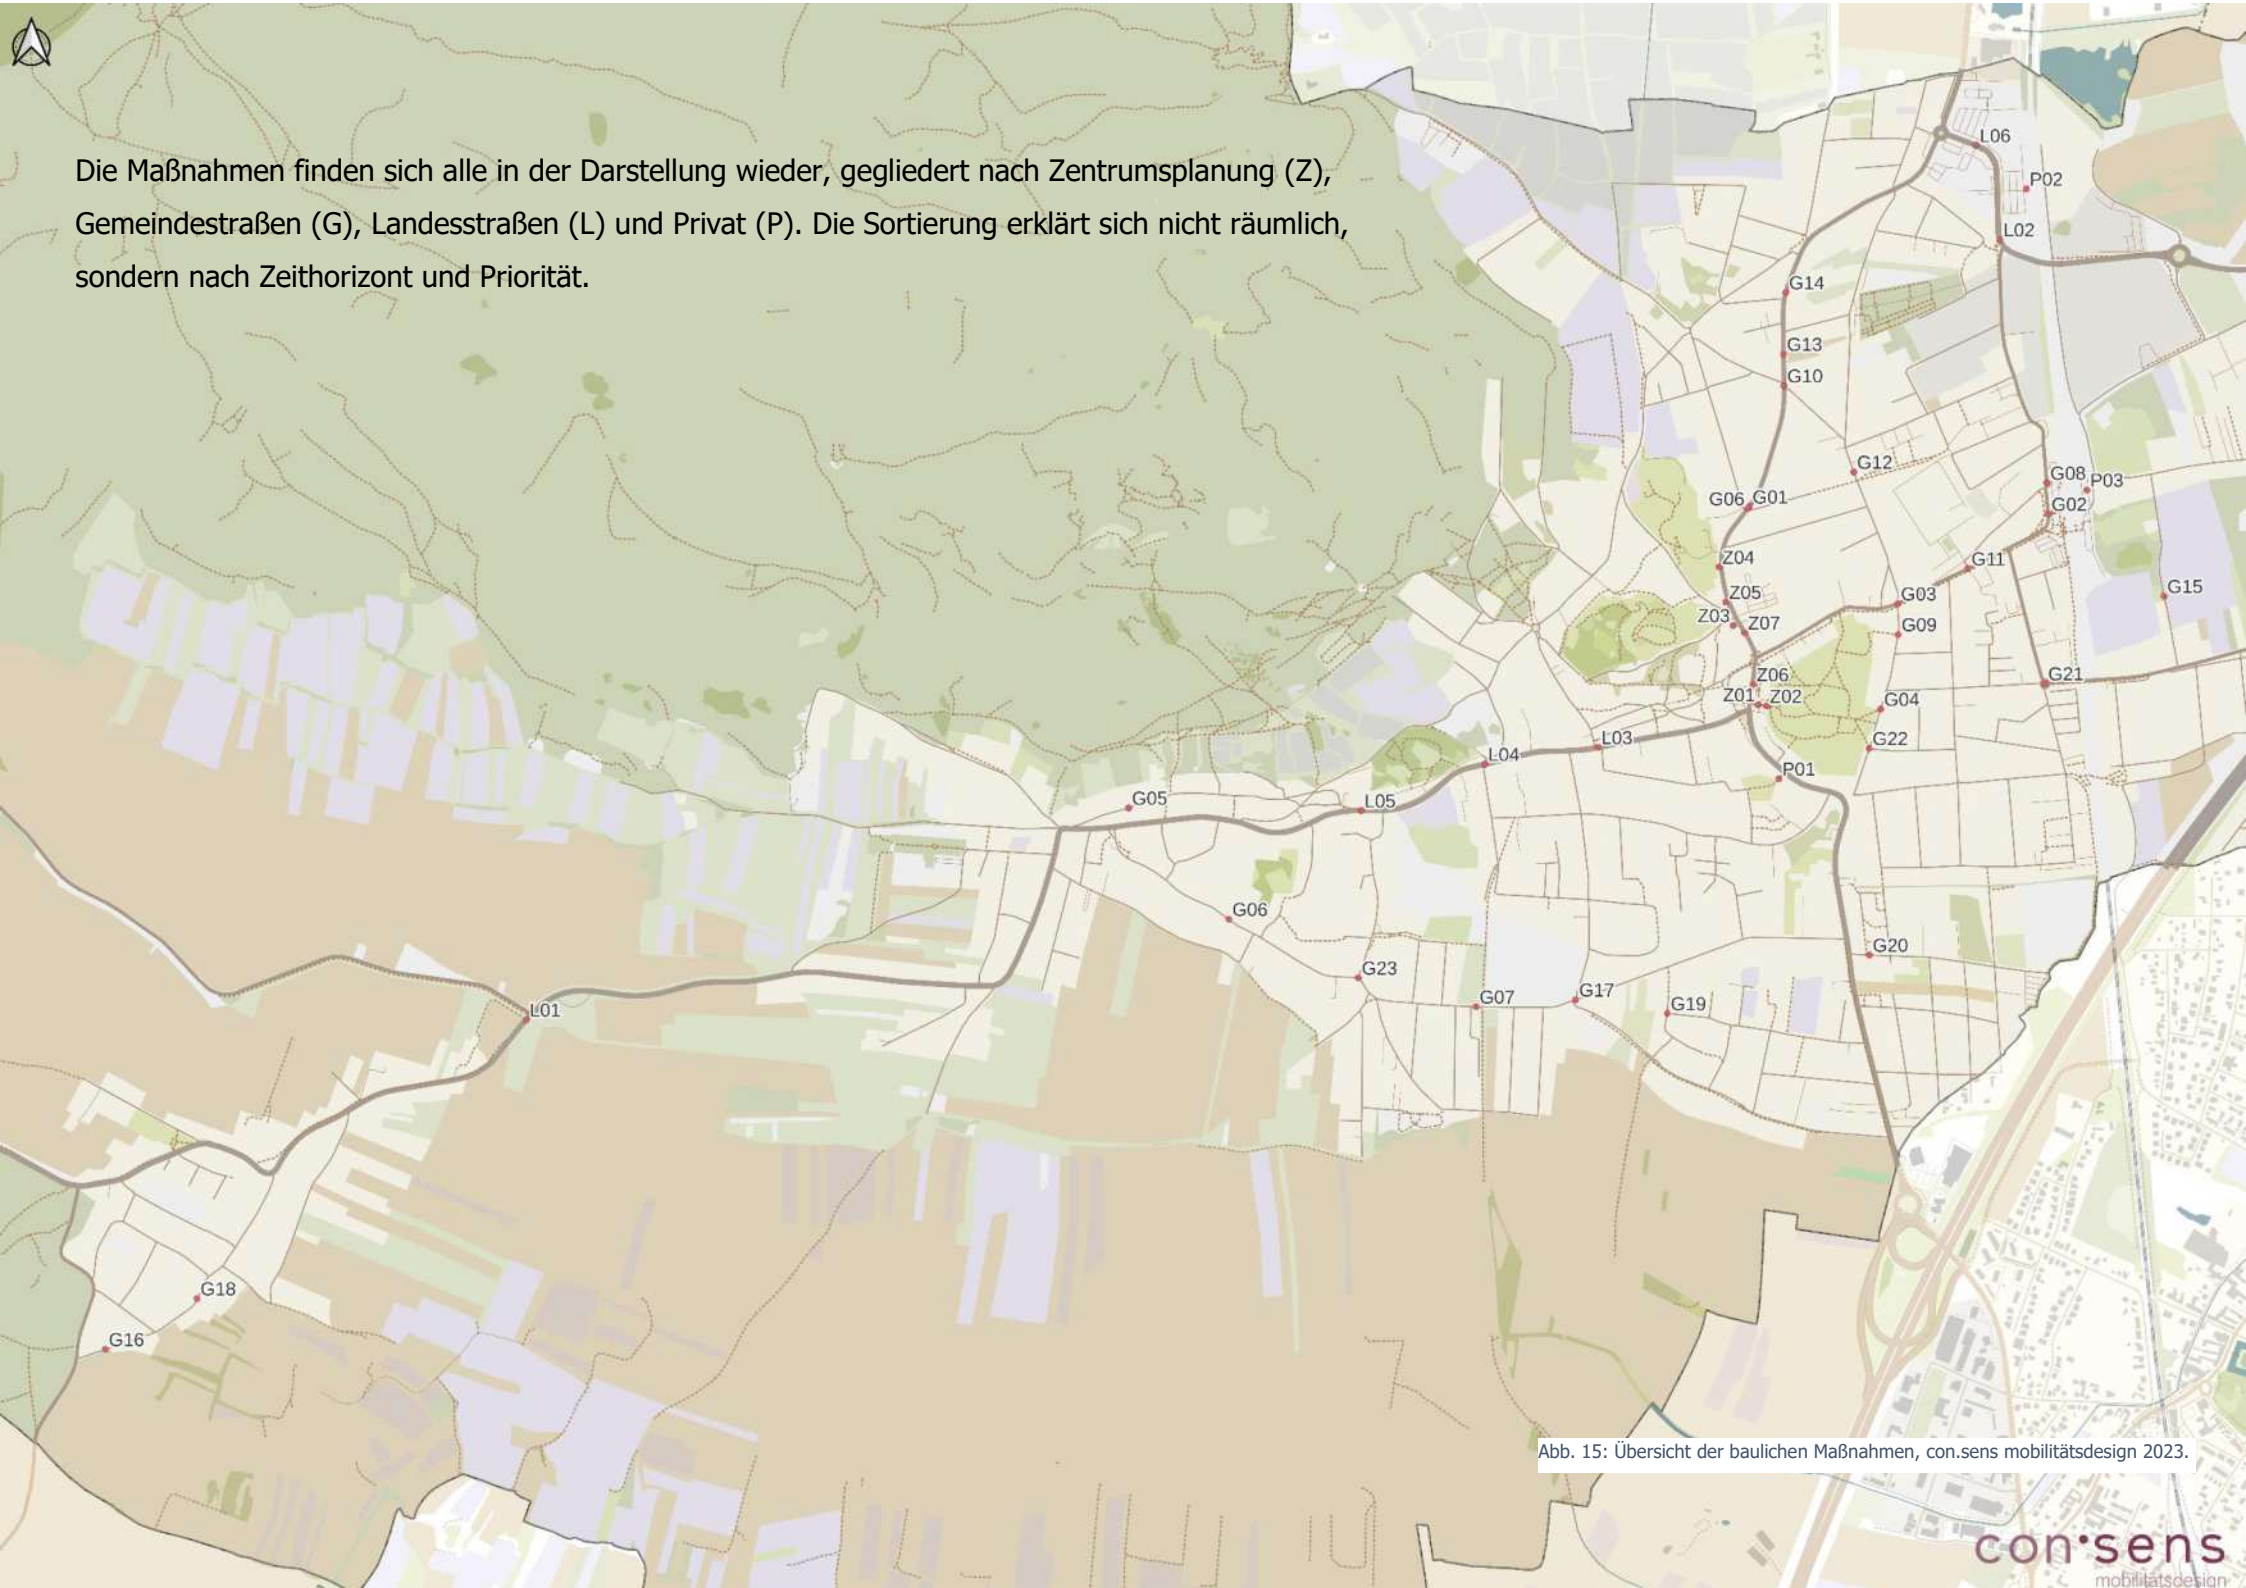 Die Maßnahmen finden sich alle in der Darstellung wieder, gegliedert nach Zentrumsplanung (Z),
Gemeindestraßen (G), Landesstraßen (L) und Privat (P). Die Sortierung erklärt sich nicht räumlich,
sondern nach Zeithorizont und Priorität.
L06
P02
L02
G14
G13
G10
G12
G08
P03
G06
G01
G02
Z04
G11
G15
Z05
G03
Z03
Z07
G09
Z06
G21
Z01
Z02
G04
L03
G22
L04
P01
G05
L05
G06
G20
G23
G17
G07
G19
L01
G18
G16
Abb. 15: Übersicht der baulichen Maßnahmen, con.sens mobilitätsdesign 2023.
con•sens
mobilitätsdesign